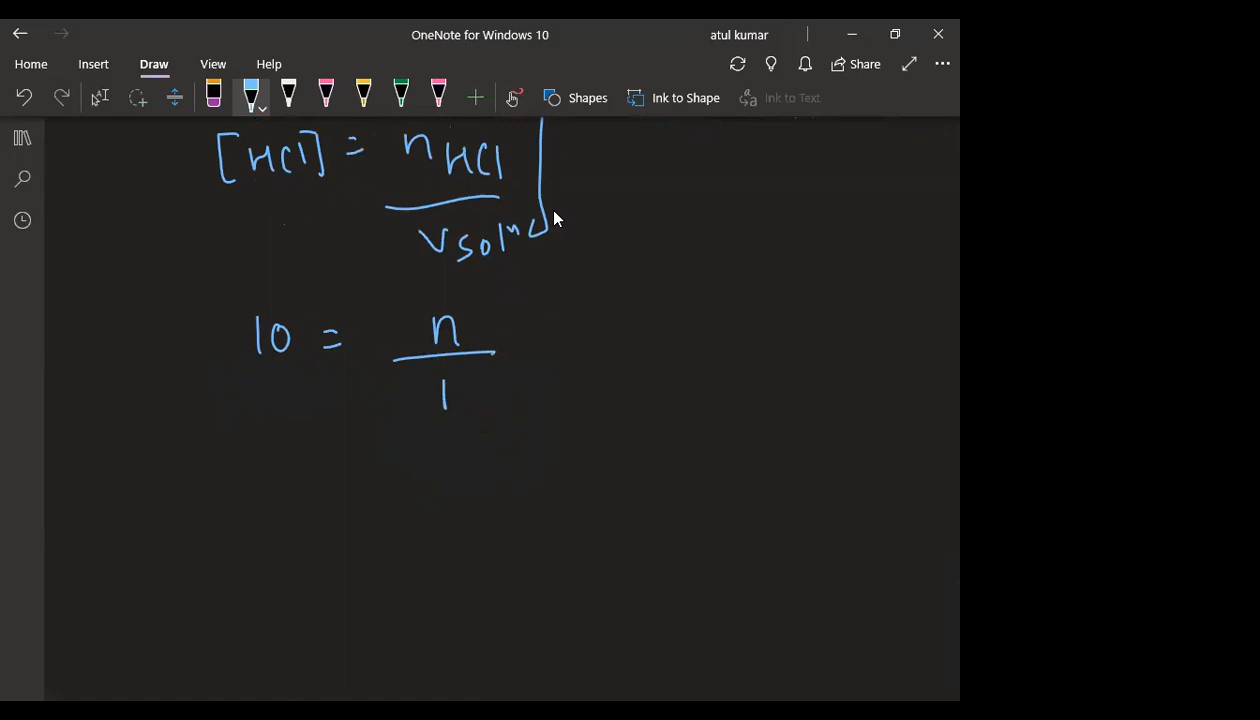 OneNote for Windows 10
atul kumar
Home Insert Draw View Help
Share
Shapes
Ink to Shape
Ink to Text
[HCl] = nHCl
Vsoln
10 = n
1